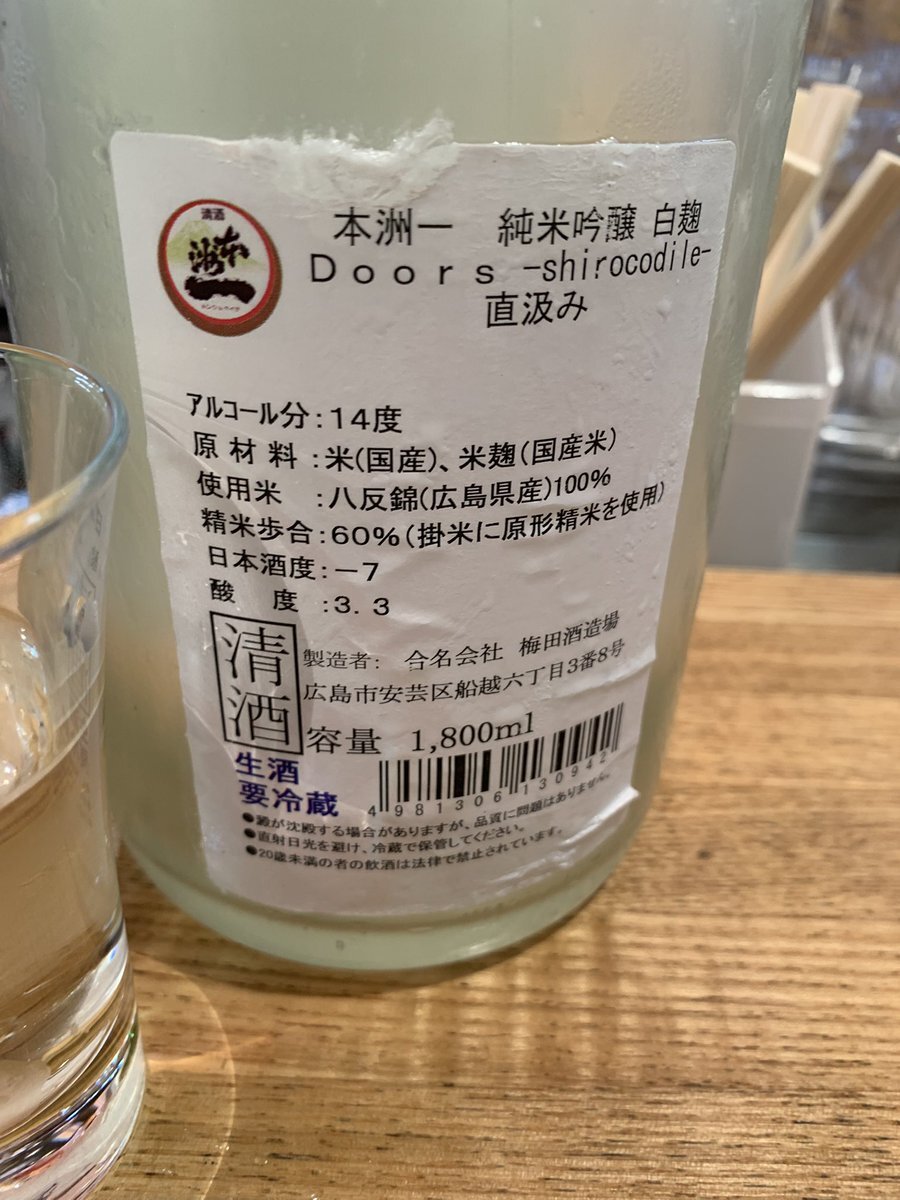 清酒
本洲一
本洲一 純米吟醸 白麹
Doors -shirocodile-
直汲み
アルコール分:14度
原材料:米(国産)、米麹(国産米)
使用米:八反錦(広島県産)100%
精米歩合:60%(掛米に原形精米を使用)
日本酒度:-7
酸度:3.3
清酒
製造者: 合名会社 梅田酒造場
広島市安芸区船越六丁目3番8号
容量 1,800ml
生酒
要冷蔵
4981306130942
●澱が沈殿する場合がありますが、品質に問題はありません。
●直射日光を避け、冷蔵で保管してください。
●20歳未満の者の飲酒は法律で禁止されています。